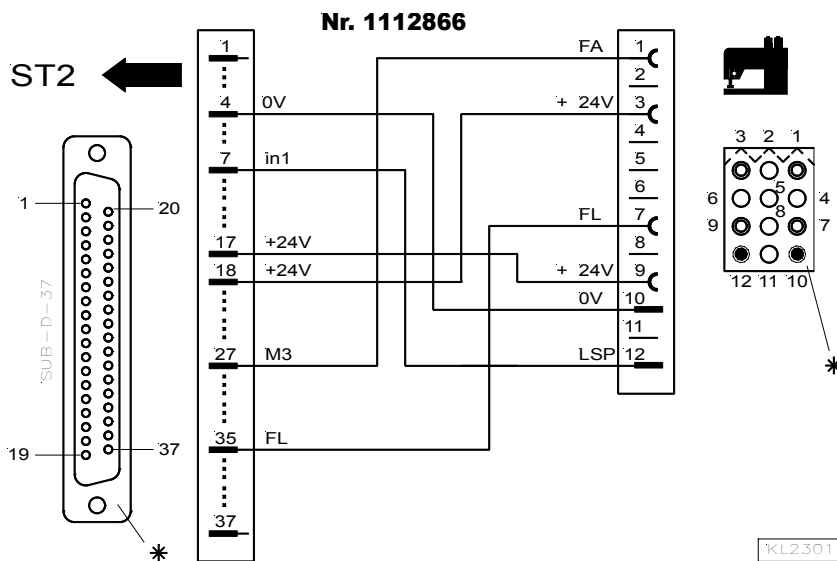 Nr. 1112866
ST2
1
4 0V
7 in1
17 +24V
18 +24V
27 M3
35 FL
37
FA 1
2
+ 24V 3
4
5
6
FL 7
8
+ 24V 9
0V 10
11
LSP 12
1 20
SUB-D-37
19 37
*
3 2 1
5
6 4
8
9 7
12 11 10
*
KL2301